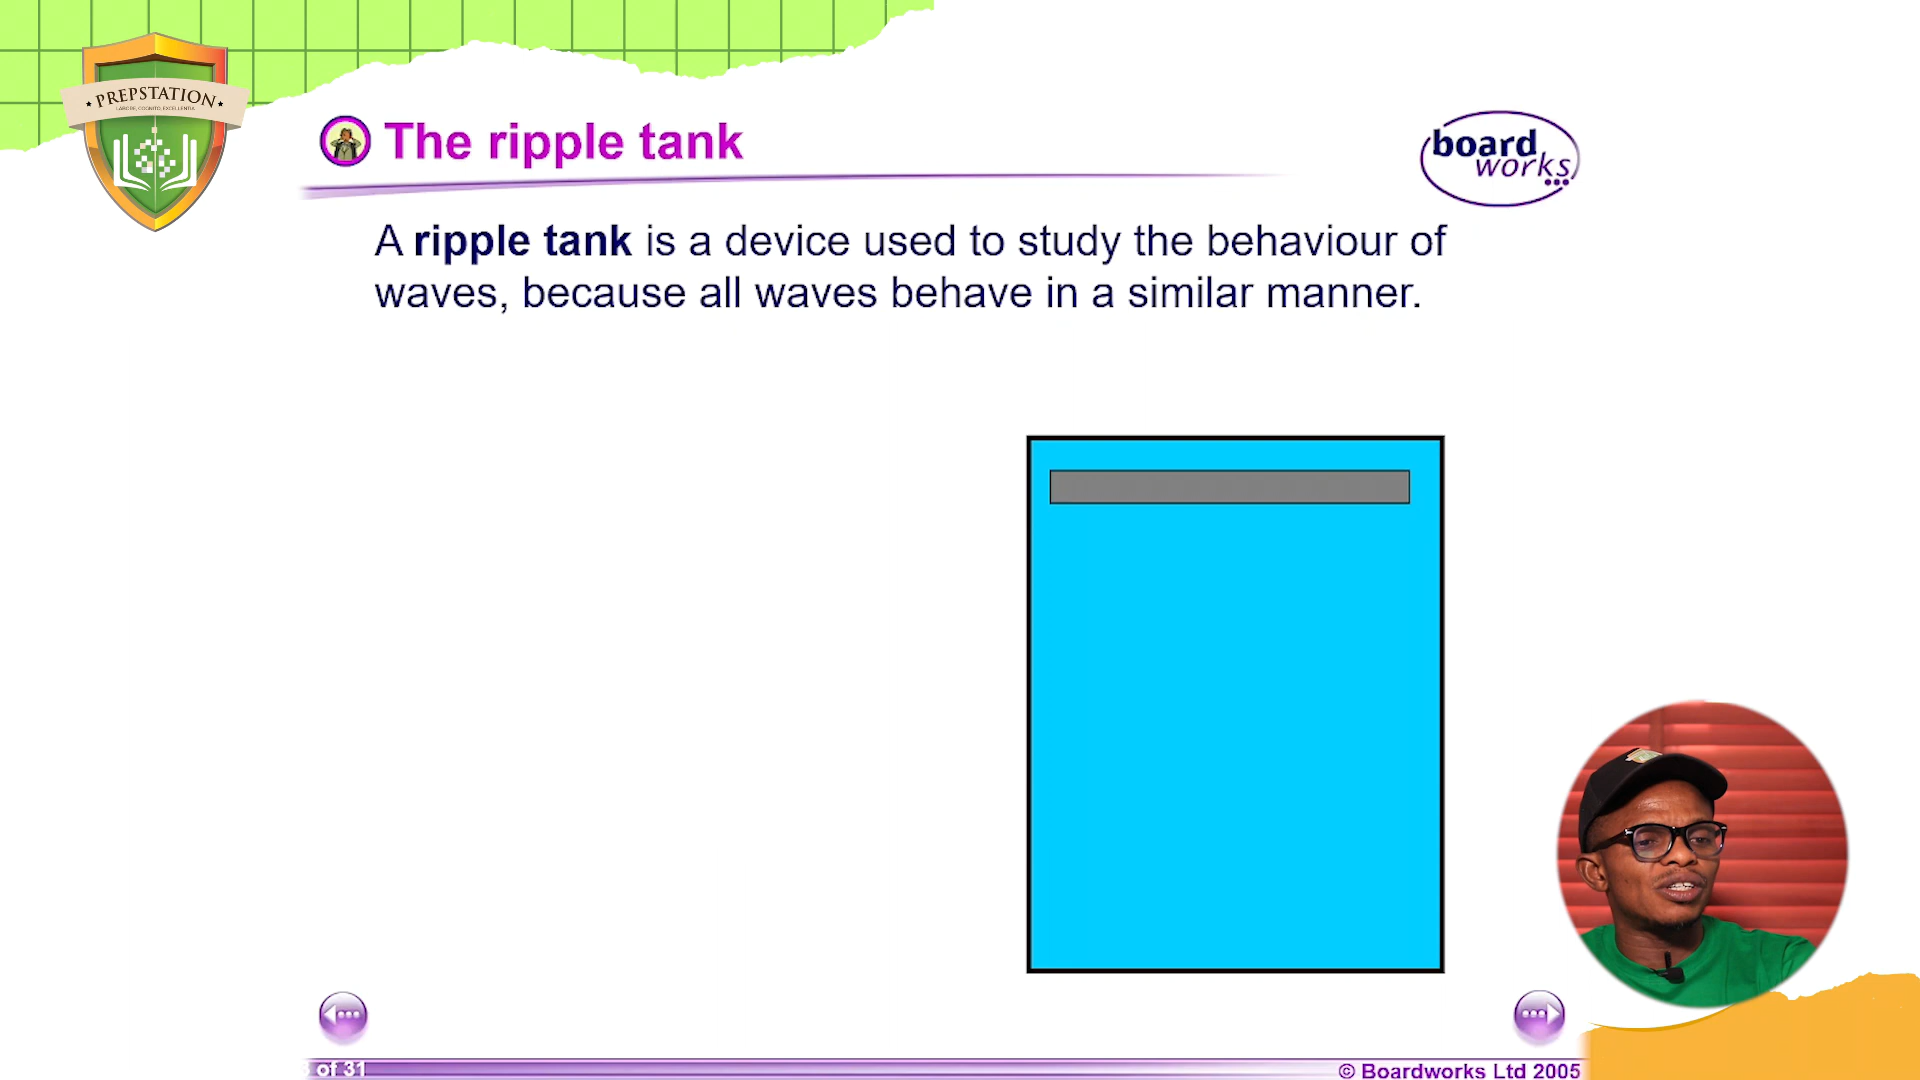 PREPSTATION
The ripple tank
board
works
A ripple tank is a device used to study the behaviour of
waves, because all waves behave in a similar manner.
of 31
© Boardworks Ltd 2005